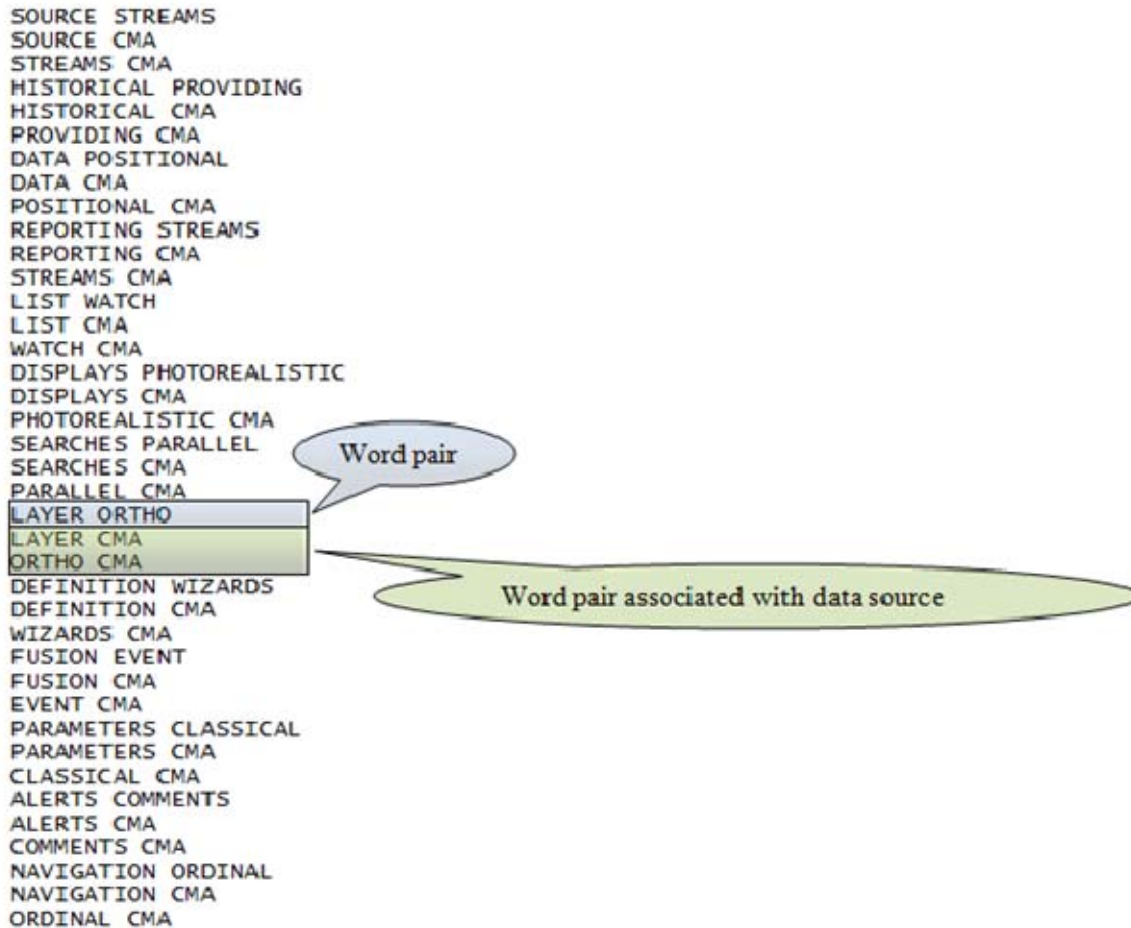 SOURCE STREAMS
SOURCE CMA
STREAMS CMA
HISTORICAL PROVIDING
HISTORICAL CMA
PROVIDING CMA
DATA POSITIONAL
DATA CMA
POSITIONAL CMA
REPORTING STREAMS
REPORTING CMA
STREAMS CMA
LIST WATCH
LIST CMA
WATCH CMA
DISPLAYS PHOTOREALISTIC
DISPLAYS CMA
PHOTOREALISTIC CMA
SEARCHES PARALLEL
SEARCHES CMA
PARALLEL CMA
LAYER ORTHO
LAYER CMA
ORTHO CMA
DEFINITION WIZARDS
DEFINITION CMA
WIZARDS CMA
FUSION EVENT
FUSION CMA
EVENT CMA
PARAMETERS CLASSICAL
PARAMETERS CMA
CLASSICAL CMA
ALERTS COMMENTS
ALERTS CMA
COMMENTS CMA
NAVIGATION ORDINAL
NAVIGATION CMA
ORDINAL CMA
Word pair
Word pair associated with data source